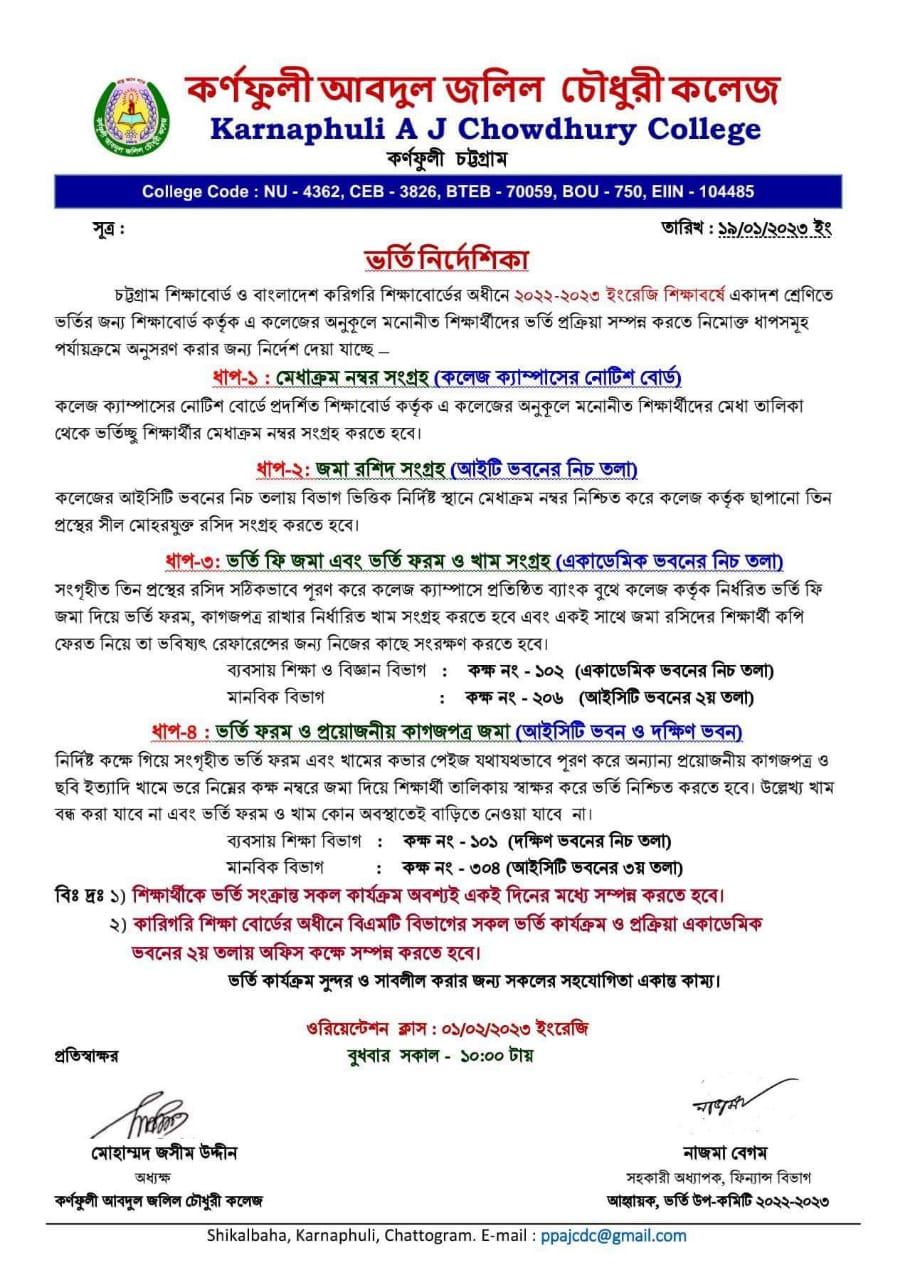 কর্ণফুলী আবদুল জলিল চৌধুরী কলেজ
Karnaphuli A J Chowdhury College
কর্ণফুলী চট্টগ্রাম
College Code : NU - 4362, CEB - 3826, BTEB - 70059, BOU - 750, EIIN - 104485
সূত্র : তারিখ : ১৯/০১/২০২৩ ইং
ভর্তি নির্দেশিকা
চট্টগ্রাম শিক্ষাবোর্ড ও বাংলাদেশ করিগরি শিক্ষাবোর্ডের অধীনে ২০২২-২০২৩ ইংরেজি শিক্ষাবর্ষে একাদশ শ্রেণিতে
ভর্তির জন্য শিক্ষাবোর্ড কর্তৃক এ কলেজের অনুকূলে মনোনীত শিক্ষার্থীদের ভর্তি প্রক্রিয়া সম্পন্ন করতে নিমোক্ত ধাপসমূহ
পর্যায়ক্রমে অনুসরণ করার জন্য নির্দেশ দেয়া যাচ্ছে –
ধাপ-১ : মেধাক্রম নম্বর সংগ্রহ (কলেজ ক্যাম্পাসের নোটিশ বোর্ড)
কলেজ ক্যাম্পাসের নোটিশ বোর্ডে প্রদর্শিত শিক্ষাবোর্ড কর্তৃক এ কলেজের অনুকূলে মনোনীত শিক্ষার্থীদের মেধা তালিকা
থেকে ভর্তিচ্ছু শিক্ষার্থীর মেধাক্রম নম্বর সংগ্রহ করতে হবে।
ধাপ-২: জমা রশিদ সংগ্রহ (আইটি ভবনের নিচ তলা)
কলেজের আইসিটি ভবনের নিচ তলায় বিভাগ ভিত্তিক নির্দিষ্ট স্থানে মেধাক্রম নম্বর নিশ্চিত করে কলেজ কর্তৃক ছাপানো তিন
প্রস্থের সীল মোহরযুক্ত রসিদ সংগ্রহ করতে হবে।
ধাপ-৩: ভর্তি ফি জমা এবং ভর্তি ফরম ও খাম সংগ্রহ (একাডেমিক ভবনের নিচ তলা)
সংগৃহীত তিন প্রস্থের রসিদ সঠিকভাবে পূরণ করে কলেজ ক্যাম্পাসে প্রতিষ্ঠিত ব্যাংক বুথে কলেজ কর্তৃক নির্ধরিত ভর্তি ফি
জমা দিয়ে ভর্তি ফরম, কাগজপত্র রাখার নির্ধারিত খাম সংগ্রহ করতে হবে এবং একই সাথে জমা রসিদের শিক্ষার্থী কপি
ফেরত নিয়ে তা ভবিষ্যৎ রেফারেন্সের জন্য নিজের কাছে সংরক্ষণ করতে হবে।
ব্যবসায় শিক্ষা ও বিজ্ঞান বিভাগ : কক্ষ নং - ১০২ (একাডেমিক ভবনের নিচ তলা)
মানবিক বিভাগ : কক্ষ নং - ২০৬ (আইসিটি ভবনের ২য় তলা)
ধাপ-৪ : ভর্তি ফরম ও প্রয়োজনীয় কাগজপত্র জমা (আইসিটি ভবন ও দক্ষিণ ভবন)
নির্দিষ্ট কক্ষে গিয়ে সংগৃহীত ভর্তি ফরম এবং খামের কভার পেইজ যথাযথভাবে পূরণ করে অন্যান্য প্রয়োজনীয় কাগজপত্র ও
ছবি ইত্যাদি খামে ভরে নিম্নের কক্ষ নম্বরে জমা দিয়ে শিক্ষার্থী তালিকায় স্বাক্ষর করে ভর্তি নিশ্চিত করতে হবে। উল্লেখ্য খাম
বন্ধ করা যাবে না এবং ভর্তি ফরম ও খাম কোন অবস্থাতেই বাড়িতে নেওয়া যাবে না।
ব্যবসায় শিক্ষা বিভাগ : কক্ষ নং - ১০১ (দক্ষিণ ভবনের নিচ তলা)
মানবিক বিভাগ : কক্ষ নং - ৩০৪ (আইসিটি ভবনের ৩য় তলা)
বিঃ দ্রঃ ১) শিক্ষার্থীকে ভর্তি সংক্রান্ত সকল কার্যক্রম অবশ্যই একই দিনের মধ্যে সম্পন্ন করতে হবে।
২) কারিগরি শিক্ষা বোর্ডের অধীনে বিএমটি বিভাগের সকল ভর্তি কার্যক্রম ও প্রক্রিয়া একাডেমিক
ভবনের ২য় তলায় অফিস কক্ষে সম্পন্ন করতে হবে।
ভর্তি কার্যক্রম সুন্দর ও সাবলীল করার জন্য সকলের সহযোগিতা একান্ত কাম্য।
ওরিয়েন্টেশন ক্লাস : ০১/০২/২০২৩ ইংরেজি
প্রতিস্বাক্ষর বুধবার সকাল - ১০:০০ টায়
নাজমা
মোহাম্মদ জসীম উদ্দীন নাজমা বেগম
অধ্যক্ষ সহকারী অধ্যাপক, ফিন্যান্স বিভাগ
কর্ণফুলী আবদুল জলিল চৌধুরী কলেজ আহ্বায়ক, ভর্তি উপ-কমিটি ২০২২-২০২৩
Shikalbaha, Karnaphuli, Chattogram. E-mail : ppajcdc@gmail.com